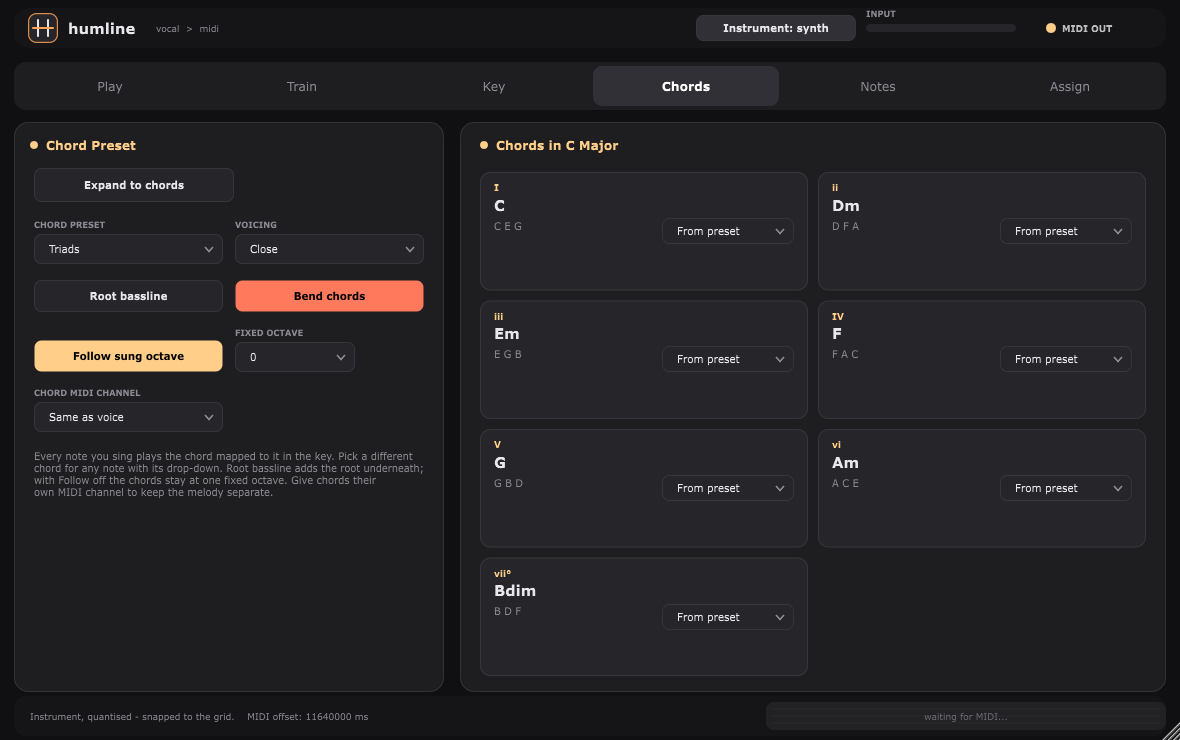 humline
vocal > midi
Instrument: synth
INPUT
MIDI OUT
Play
Train
Key
Chords
Notes
Assign
Chord Preset
Expand to chords
CHORD PRESET
VOICING
Triads
Close
Root bassline
Bend chords
Follow sung octave
FIXED OCTAVE
0
CHORD MIDI CHANNEL
Same as voice
Every note you sing plays the chord mapped to it in the key. Pick a different
chord for any note with its drop-down. Root bassline adds the root underneath;
with Follow off the chords stay at one fixed octave. Give chords their
own MIDI channel to keep the melody separate.
Chords in C Major
I
C
C E G
From preset
ii
Dm
D F A
From preset
iii
Em
E G B
From preset
IV
F
F A C
From preset
V
G
G B D
From preset
vi
Am
A C E
From preset
vii°
Bdim
B D F
From preset
Instrument, quantised - snapped to the grid.
MIDI offset: 11640000 ms
waiting for MIDI...